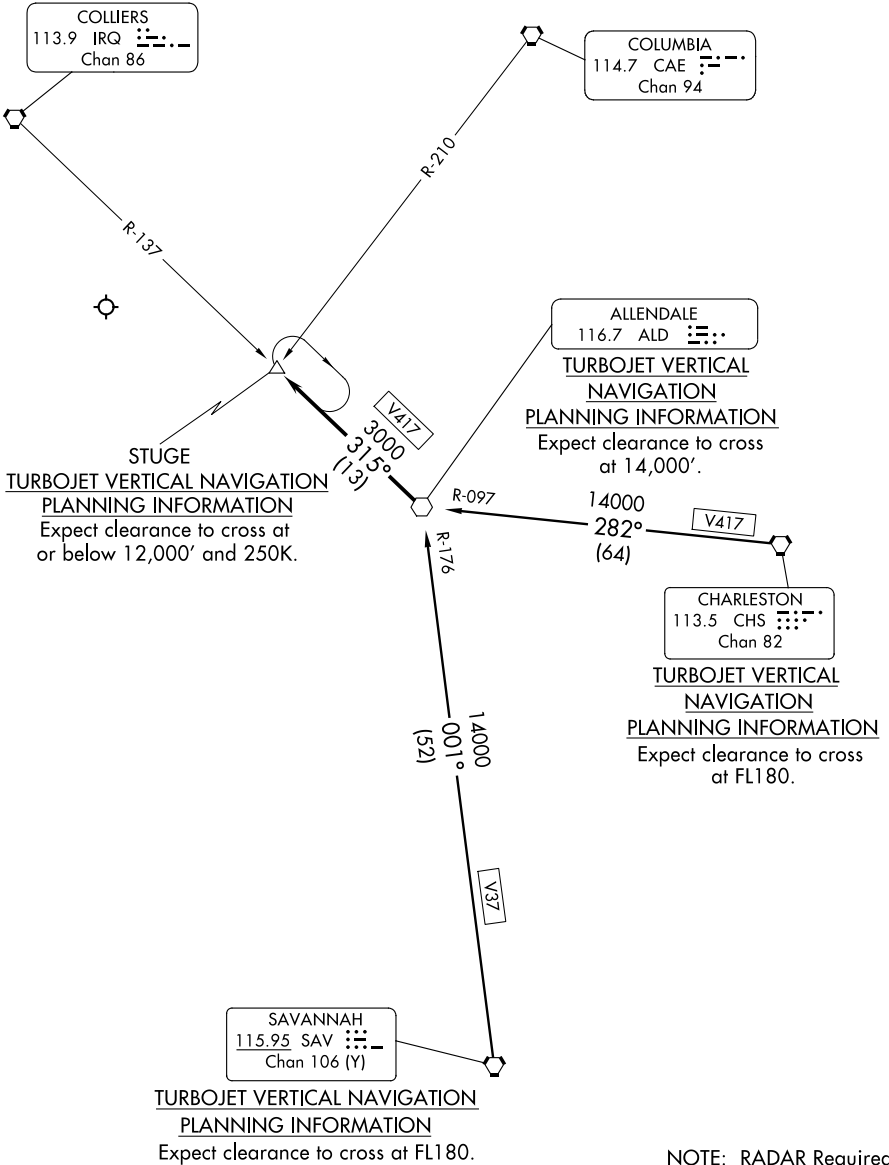 COLLIERS
113.9 IRQ
Chan 86
COLUMBIA
114.7 CAE
Chan 94
R-210
R-137
ALLENDALE
116.7 ALD
TURBOJET VERTICAL
NAVIGATION
PLANNING INFORMATION
Expect clearance to cross
at 14,000'.
V417
3000
315°
(13)
STUGE
TURBOJET VERTICAL NAVIGATION
PLANNING INFORMATION
Expect clearance to cross at
or below 12,000' and 250K.
R-097
14000
282°
(64)
V417
R-176
CHARLESTON
113.5 CHS
Chan 82
TURBOJET VERTICAL
NAVIGATION
PLANNING INFORMATION
Expect clearance to cross
at FL180.
14000
001°
(52)
V37
SAVANNAH
115.95 SAV
Chan 106 (Y)
TURBOJET VERTICAL NAVIGATION
PLANNING INFORMATION
Expect clearance to cross at FL180.
NOTE: RADAR Required